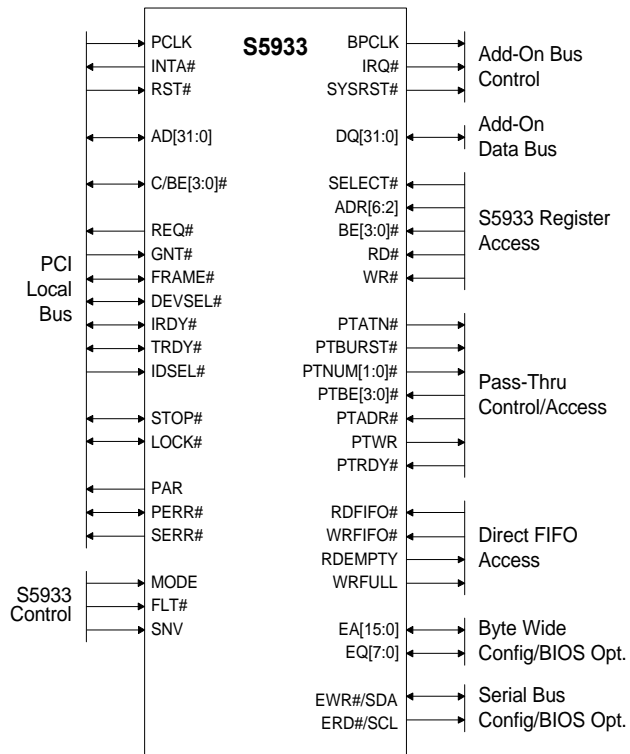 S5933
PCLK
INTA#
RST#
AD[31:0]
C/BE[3:0]#
REQ#
GNT#
FRAME#
DEVSEL#
IRDY#
TRDY#
IDSEL#
STOP#
LOCK#
PAR
PERR#
SERR#
MODE
FLT#
SNV
PCI
Local
Bus
S5933
Control
BPCLK
IRQ#
SYSRST#
DQ[31:0]
SELECT#
ADR[6:2]
BE[3:0]#
RD#
WR#
PTATN#
PTBURST#
PTNUM[1:0]#
PTBE[3:0]#
PTADR#
PTWR
PTRDY#
RDFIFO#
WRFIFO#
RDEMPTY
WRFULL
EA[15:0]
EQ[7:0]
EWR#/SDA
ERD#/SCL
Add-On Bus
Control
Add-On
Data Bus
S5933 Register
Access
Pass-Thru
Control/Access
Direct FIFO
Access
Byte Wide
Config/BIOS Opt.
Serial Bus
Config/BIOS Opt.